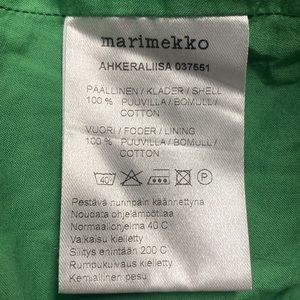 marimekko
AHKERALIISA 037551
PÄÄLLINEN / KLÄDER / SHELL
100 % PUUVILLA / BOMULL /
COTTON
VUORI / FODER / LINING
100 % PUUVILLA / BOMULL /
COTTON
40°
P
Pestävä nurinpäin käännettynä
Noudata ohjelämpötilaa
Normaaliohjelma 40 C
Valkaisu kielletty
Silitys enintään 200 C
Rumpukuivaus kielletty
Kemiallinen pesu